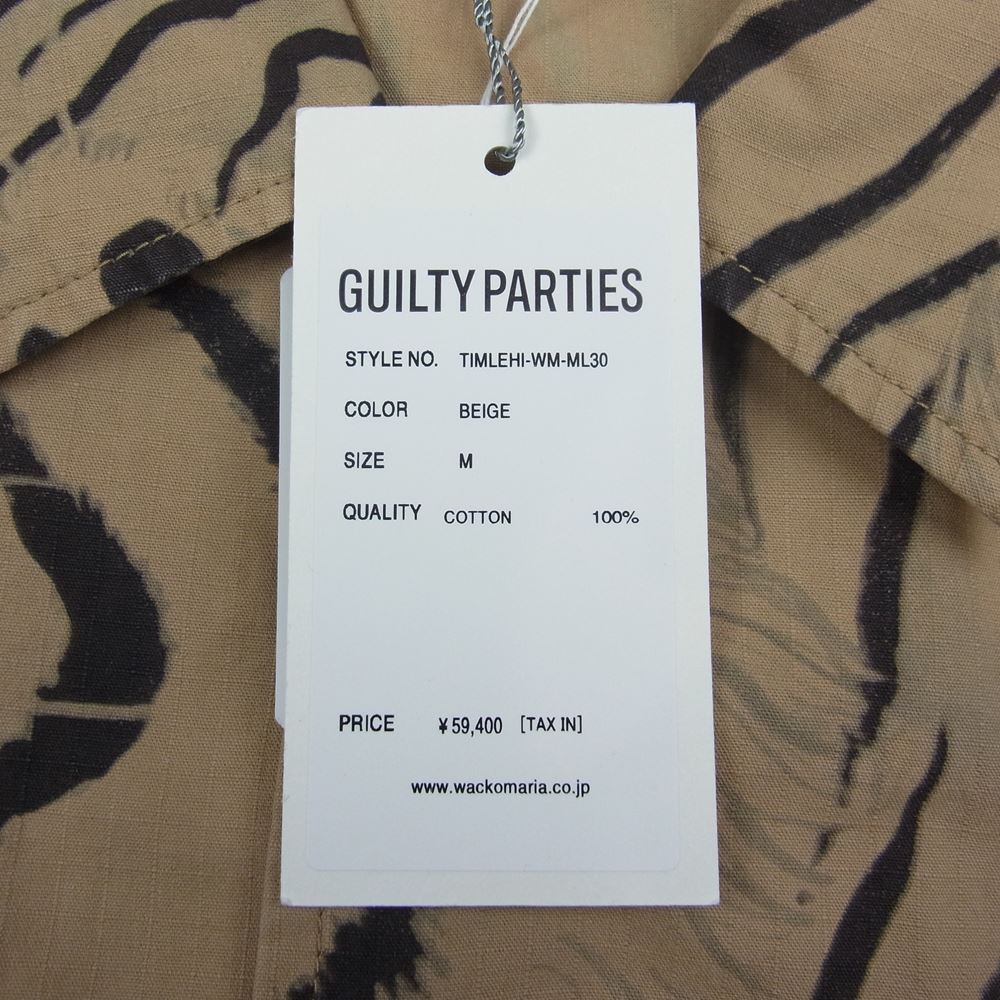 GUILTY PARTIES
STYLE NO. TIMLEHI-WM-ML30
COLOR BEIGE
SIZE M
QUALITY COTTON 100%
PRICE ¥59,400 [TAX IN]
www.wackomaria.co.jp